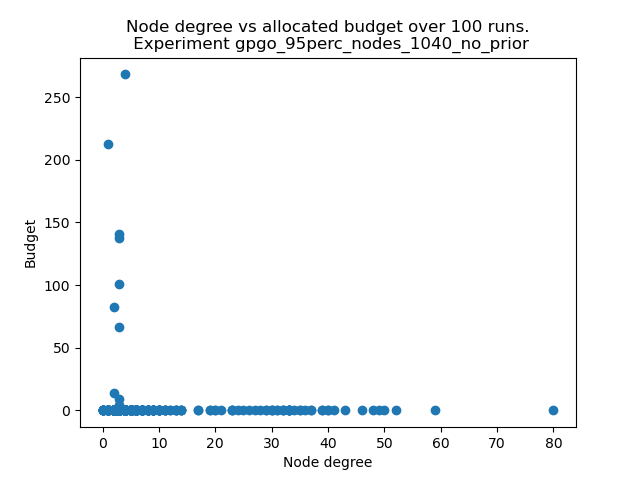 Node degree vs allocated budget over 100 runs.
Experiment gpgo_95perc_nodes_1040_no_prior
250
200
150
100
50
0
Budget
0 10 20 30 40 50 60 70 80
Node degree